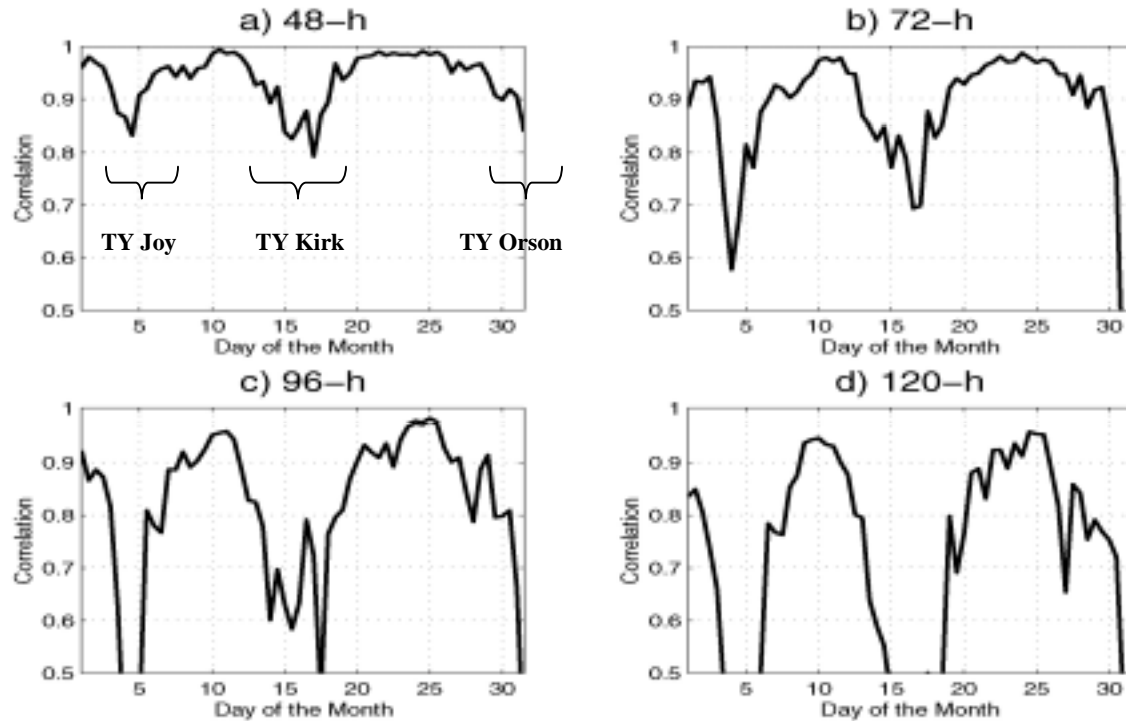 a) 48-h
1
0.9
0.8
0.7
0.6
0.5
Correlation
TY Joy
TY Kirk
TY Orson
5 10 15 20 25 30
Day of the Month
b) 72-h
1
0.9
0.8
0.7
0.6
0.5
Correlation
5 10 15 20 25 30
Day of the Month
c) 96-h
1
0.9
0.8
0.7
0.6
0.5
Correlation
5 10 15 20 25 30
Day of the Month
d) 120-h
1
0.9
0.8
0.7
0.6
0.5
Correlation
5 10 15 20 25 30
Day of the Month